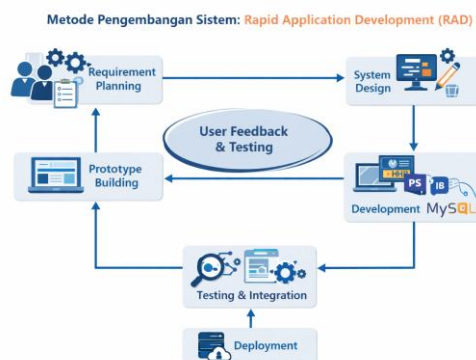 Metode Pengembangan Sistem: Rapid Application Development (RAD)
Requirement
Planning
System
Design
User Feedback
& Testing
Prototype
Building
PS
IB
Development MySQL
Testing & Integration
Deployment